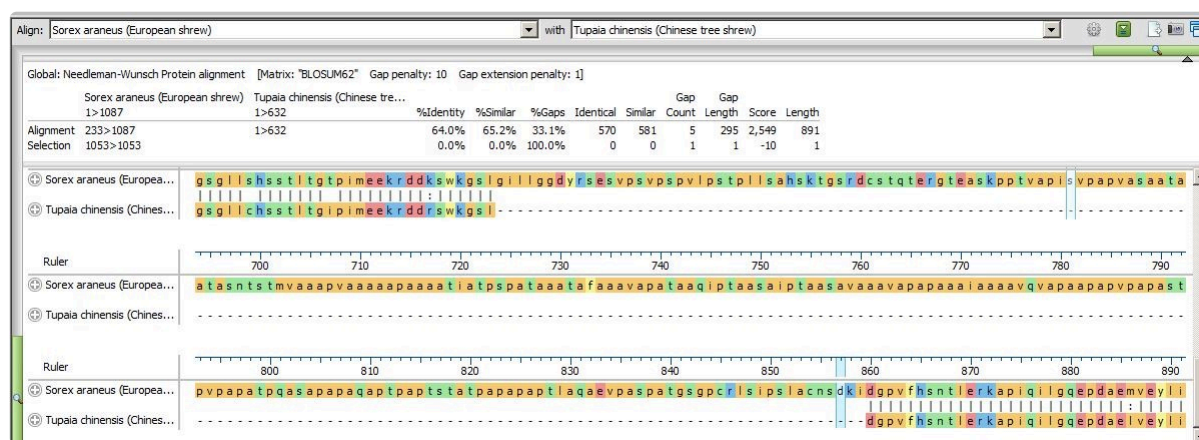 Align: Sorex araneus (European shrew) with Tupaia chinensis (Chinese tree shrew)
Global: Needleman-Wunsch Protein alignment [Matrix: "BLOSUM62" Gap penalty: 10 Gap extension penalty: 1]
Sorex araneus (European shrew) Tupaia chinensis (Chinese tre... Gap Gap
1>1087 1>632 %Identity %Similar %Gaps Identical Similar Count Length Score Length
Alignment 233>1087 1>632 64.0% 65.2% 33.1% 570 581 5 295 2,549 891
Selection 1053>1053 0.0% 0.0% 100.0% 0 0 1 1 -10 1
Sorex araneus (Europea... gsgllshsstltgtpimeekrddkswkgslgillggdyrsesvpsvpspvlpstpllsahsktgsrdcstqtergteaskpptvapisvpapvasaata
Tupaia chinensis (Chines... gsgllchsstltgipimeekrddrswkgsl
Ruler 700 710 720 730 740 750 760 770 780 790
Sorex araneus (Europea... atasntstmvaaapvaaaaapaaaatiatpspataaatafaaavapataaqiptaasaiptaasavaaavapapaaaiaaaavqvapaapapvpapast
Tupaia chinensis (Chines...
Ruler 800 810 820 830 840 850 860 870 880 890
Sorex araneus (Europea... pvpapatpqasapapaqaptpaptstatpapapaptlaqaevpaspatgsgpcrlsipslacnsdkidgpvfhsntlerkapiqilgqepdaemveyli
Tupaia chinensis (Chines... dgpvfhsntlerkapiqilgqepdaelveyli